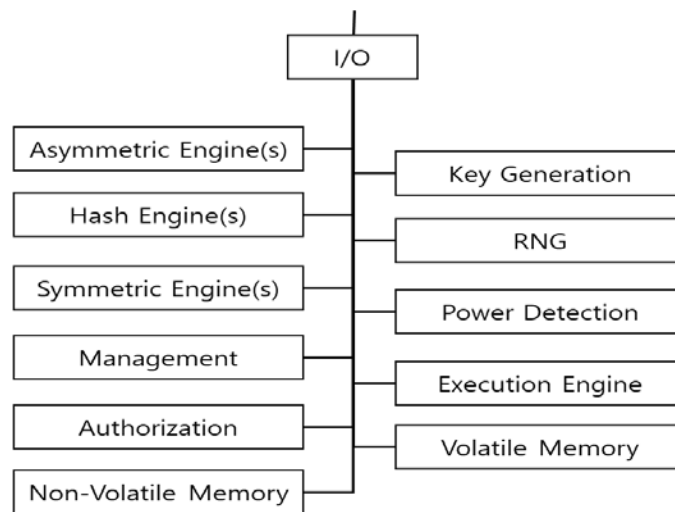 I/O
Asymmetric Engine(s)
Hash Engine(s)
Symmetric Engine(s)
Management
Authorization
Non-Volatile Memory
Key Generation
RNG
Power Detection
Execution Engine
Volatile Memory